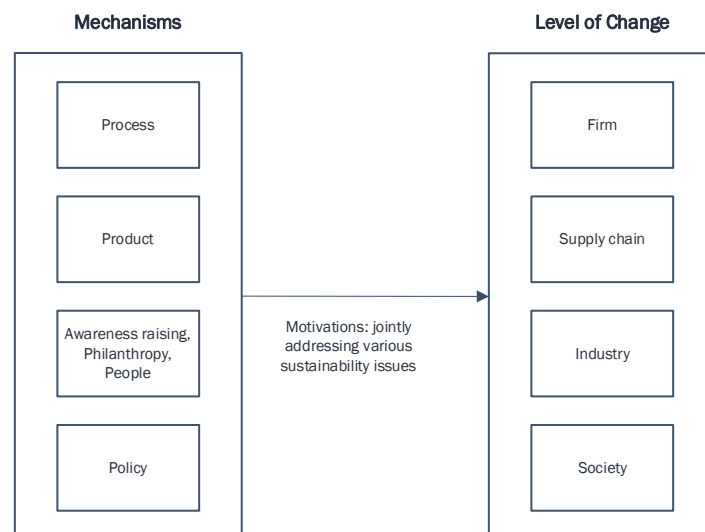 Mechanisms
Level of Change
Process
Product
Awareness raising,
Philanthropy,
People
Policy
Motivations: jointly
addressing various
sustainability issues
Firm
Supply chain
Industry
Society